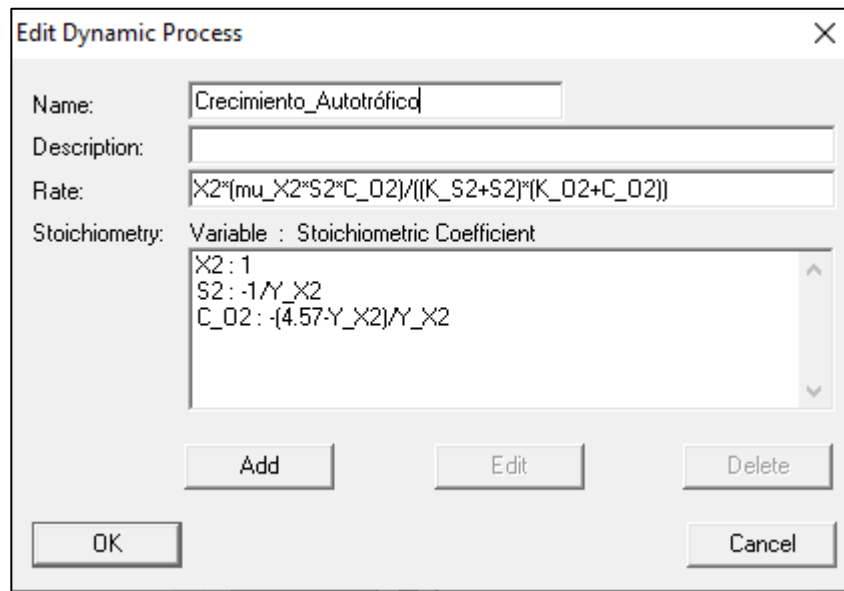 Edit Dynamic Process
Name: Crecimiento_Autotrófico
Description:
Rate: X2*(mu_X2*S2*C_O2)/((K_S2+S2)*(K_O2+C_O2))
Stoichiometry: Variable : Stoichiometric Coefficient
X2 : 1
S2 : -1/Y_X2
C_O2 : -(4.57-Y_X2)/Y_X2
Add Edit Delete
OK Cancel